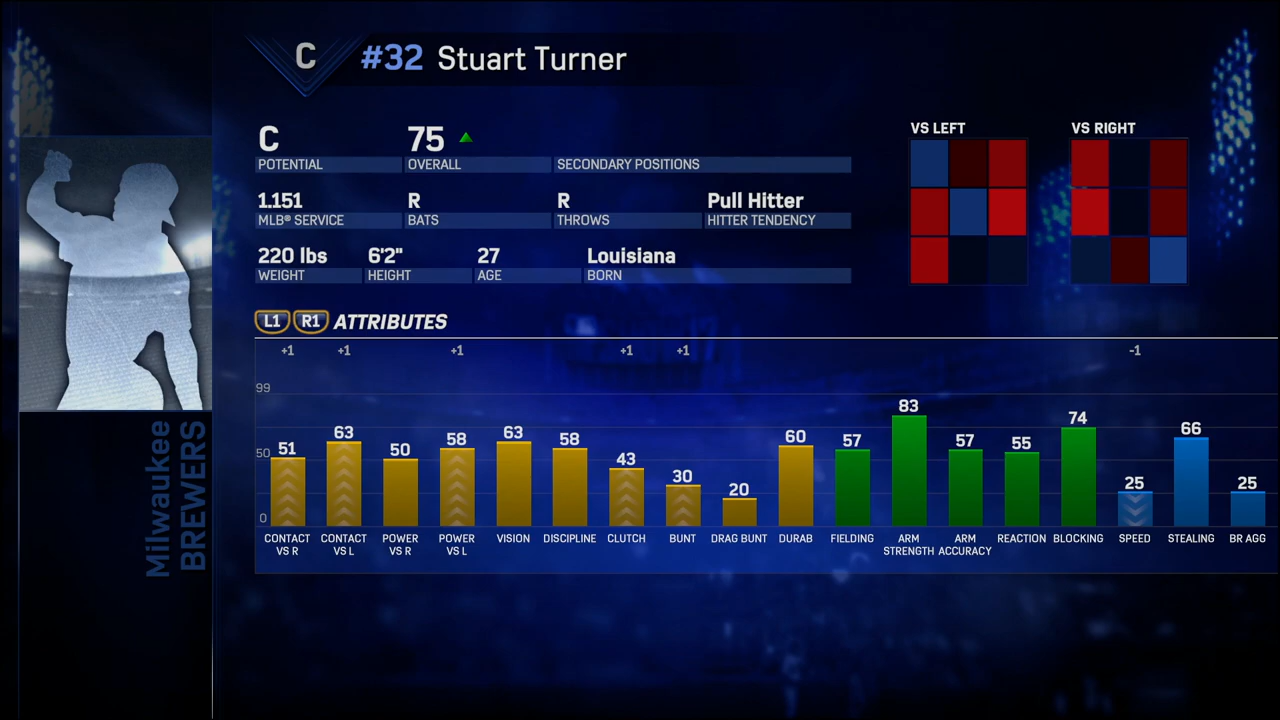 C #32 Stuart Turner
C 75
POTENTIAL OVERALL SECONDARY POSITIONS
1.151 R R Pull Hitter
MLB® SERVICE BATS THROWS HITTER TENDENCY
220 lbs 6'2" 27 Louisiana
WEIGHT HEIGHT AGE BORN
VS LEFT VS RIGHT
L1 R1 ATTRIBUTES
+1 +1 +1 +1 +1 -1
99
50
0
51 63 50 58 63 58 43 30 20 60 57 83 57 55 74 25 66 25
CONTACT VS R
CONTACT VS L
POWER VS R
POWER VS L
VISION
DISCIPLINE
CLUTCH
BUNT
DRAG BUNT
DURAB
FIELDING
ARM STRENGTH
ARM ACCURACY
REACTION
BLOCKING
SPEED
STEALING
BR AGG
Milwaukee
BREWERS